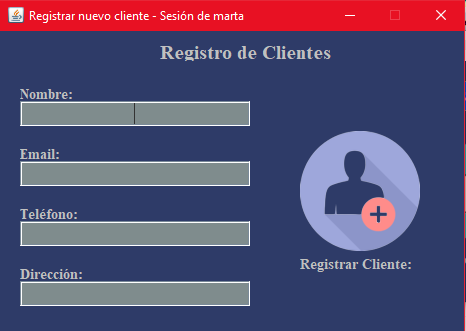 Registrar nuevo cliente - Sesión de marta
Registro de Clientes
Nombre:
Email:
Teléfono:
Dirección:
Registrar Cliente: